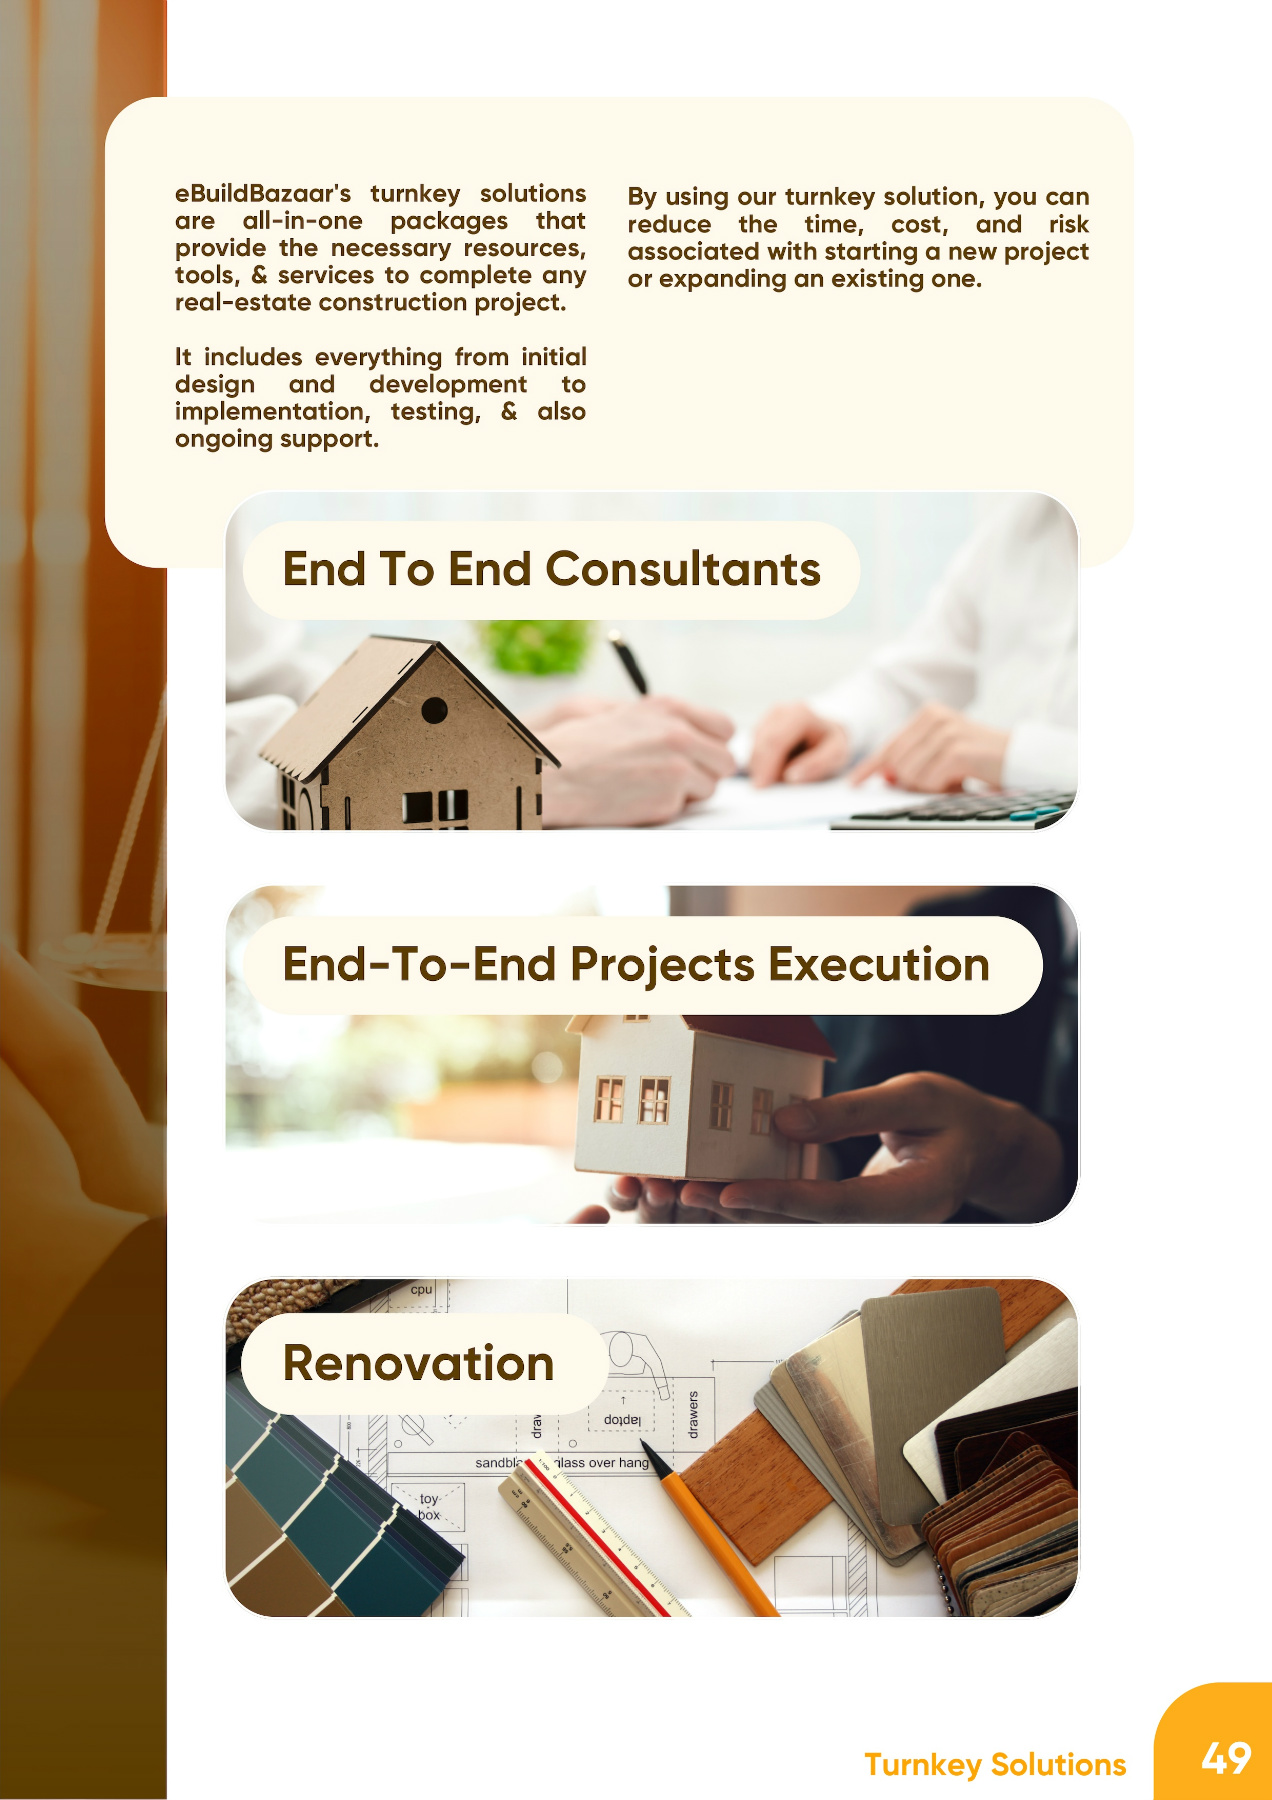 eBuildBazaar's turnkey solutions
are all-in-one packages that
provide the necessary resources,
tools, & services to complete any
real-estate construction project.
It includes everything from initial
design and development to
implementation, testing, & also
ongoing support.
By using our turnkey solution, you can
reduce the time, cost, and risk
associated with starting a new project
or expanding an existing one.
End To End Consultants
End-To-End Projects Execution
cpu
Renovation
laptop
drawers
glass over hang
toy
box
Turnkey Solutions
49